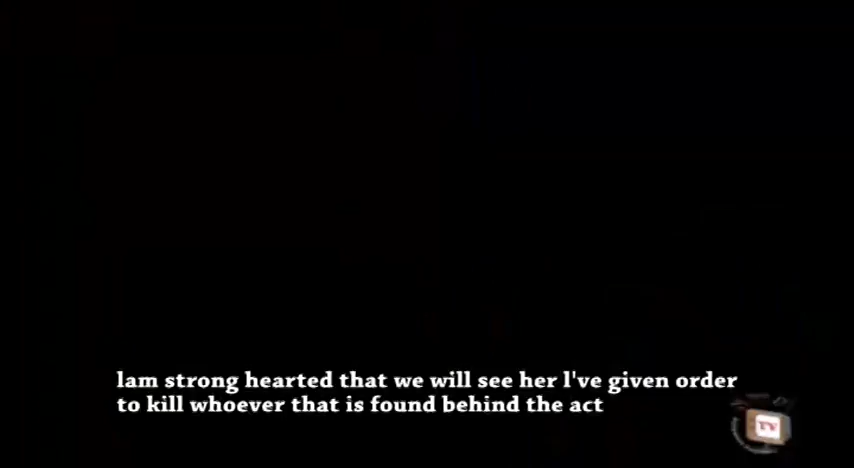 lam strong hearted that we will see her l've given order
to kill whoever that is found behind the act
TV